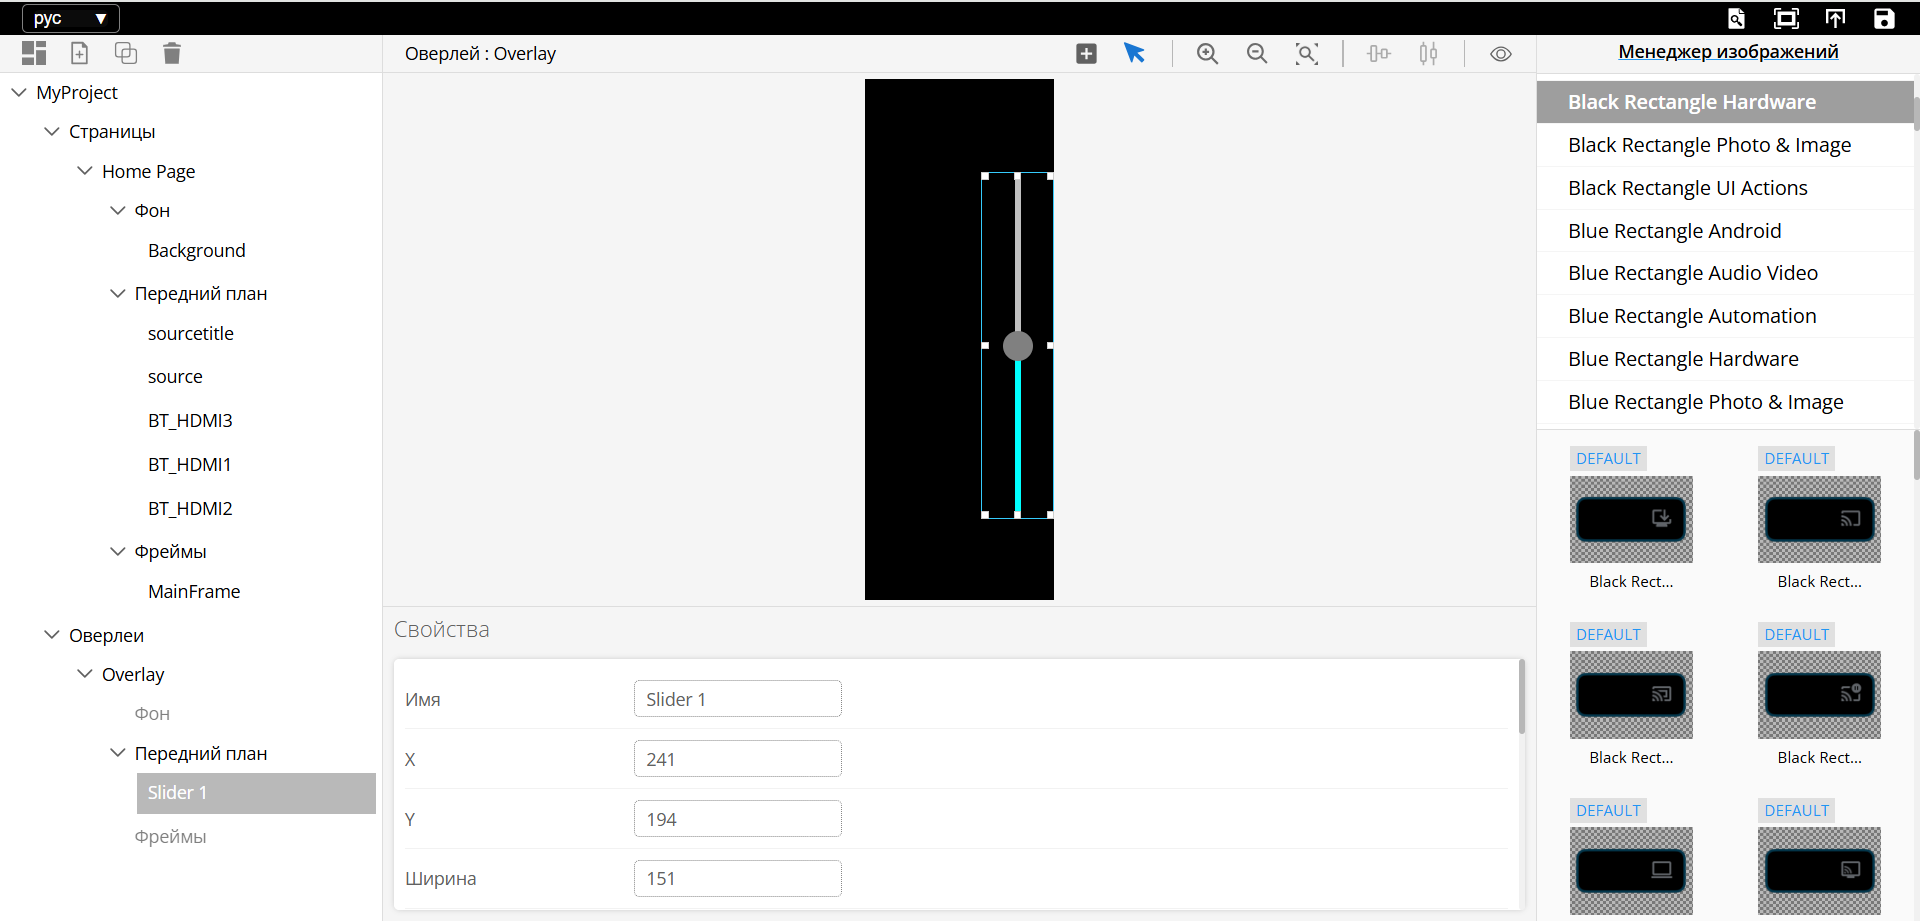 рус ▼
Оверлей : Overlay
Менеджер изображений
MyProject
Страницы
Home Page
Фон
Background
Передний план
sourcetitle
source
BT_HDMI3
BT_HDMI1
BT_HDMI2
Фреймы
MainFrame
Оверлеи
Overlay
Фон
Передний план
Slider 1
Фреймы
Свойства
Имя
Slider 1
X
241
Y
194
Ширина
151
Black Rectangle Hardware
Black Rectangle Photo & Image
Black Rectangle UI Actions
Blue Rectangle Android
Blue Rectangle Audio Video
Blue Rectangle Automation
Blue Rectangle Hardware
Blue Rectangle Photo & Image
DEFAULT
DEFAULT
Black Rect...
Black Rect...
DEFAULT
DEFAULT
Black Rect...
Black Rect...
DEFAULT
DEFAULT